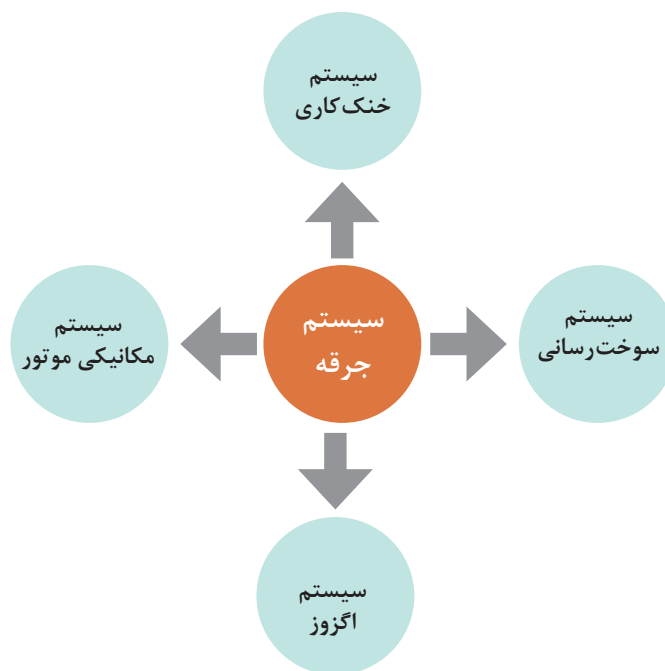 سیستم
خنک‌کاری
سیستم
سوخت‌رسانی
سیستم
جرقه
سیستم
مکانیکی موتور
سیستم
اگزوز